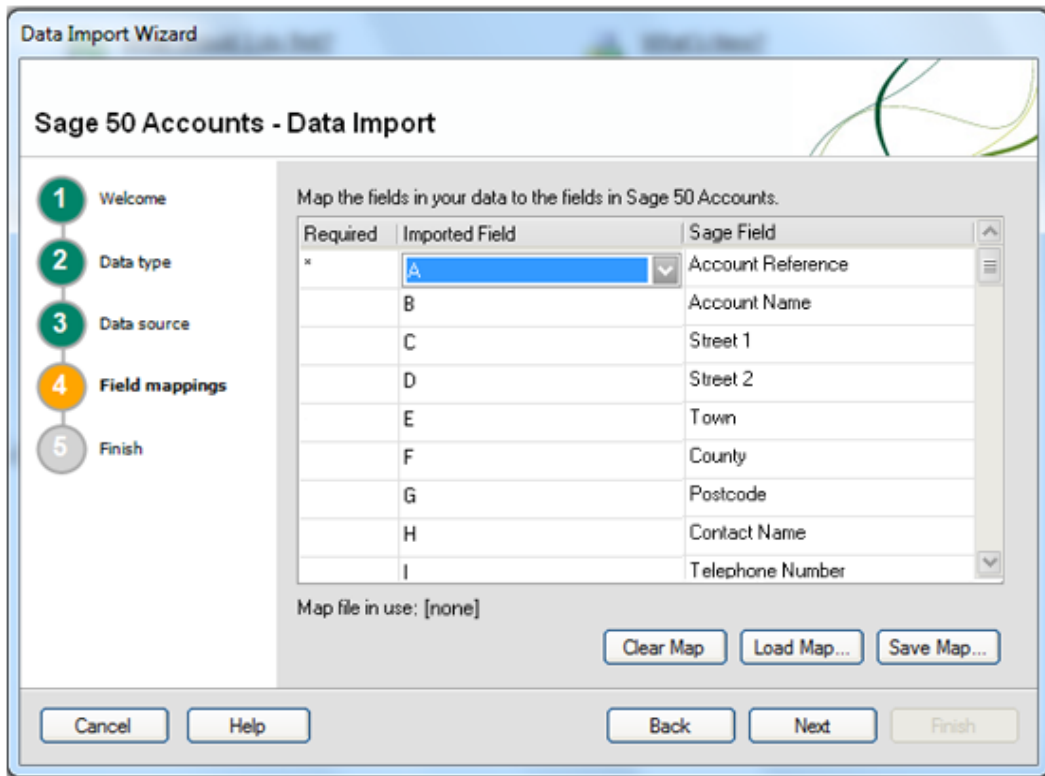 Data Import Wizard
Sage 50 Accounts - Data Import
1 Welcome
2 Data type
3 Data source
4 Field mappings
5 Finish
Map the fields in your data to the fields in Sage 50 Accounts.
Required Imported Field Sage Field
* A Account Reference
B Account Name
C Street 1
D Street 2
E Town
F County
G Postcode
H Contact Name
I Telephone Number
Map file in use: [none]
Clear Map Load Map... Save Map...
Cancel Help Back Next Finish